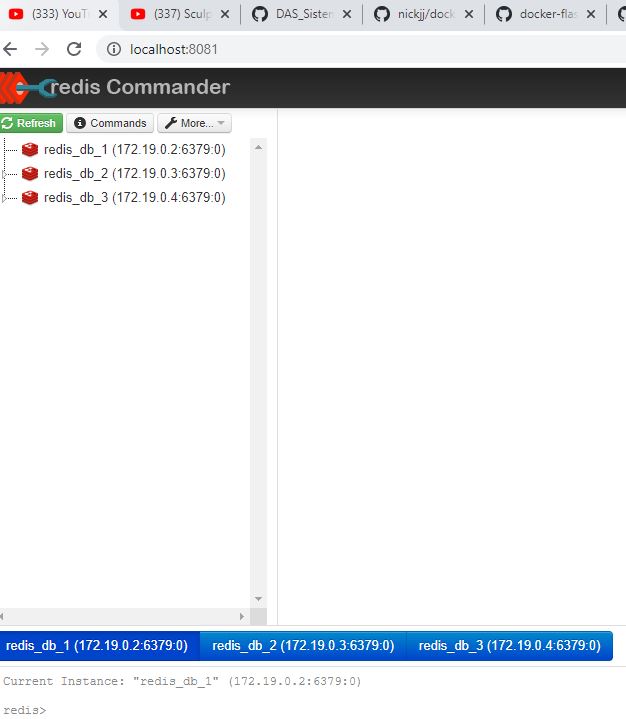 (333) YouTu
(337) Sculp
DAS_Sistem
nickjj/dock
docker-flas
localhost:8081
redis Commander
Refresh
Commands
More...
redis_db_1 (172.19.0.2:6379:0)
redis_db_2 (172.19.0.3:6379:0)
redis_db_3 (172.19.0.4:6379:0)
redis_db_1 (172.19.0.2:6379:0) redis_db_2 (172.19.0.3:6379:0) redis_db_3 (172.19.0.4:6379:0)
Current Instance: "redis_db_1" (172.19.0.2:6379:0)
redis>